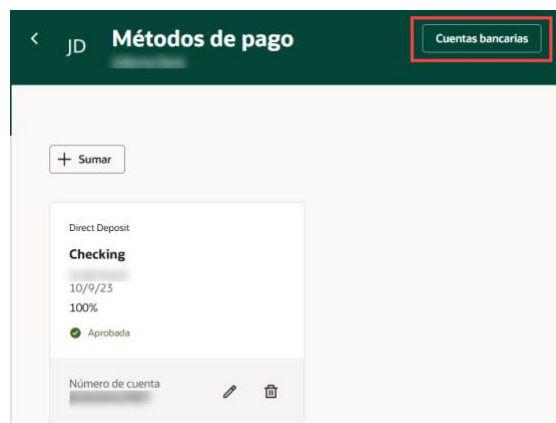 JD
Métodos de pago
Cuentas bancarias
+ Sumar
Direct Deposit
Checking
10/9/23
100%
Aprobada
Número de cuenta